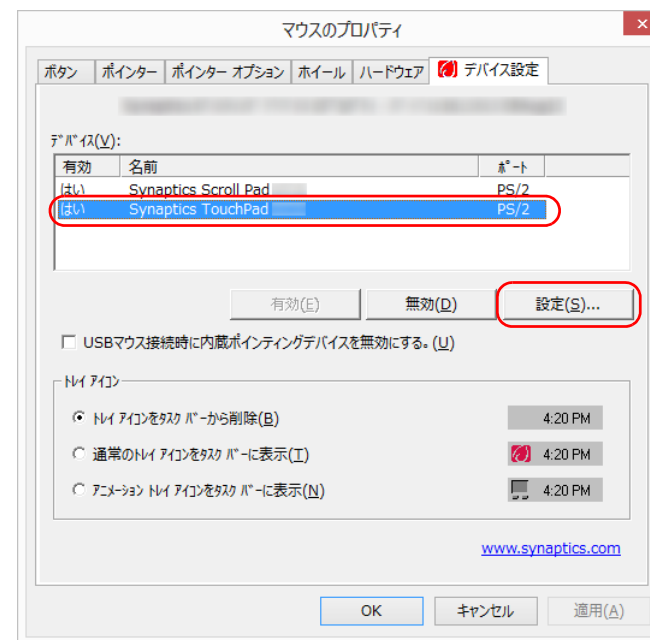 マウスのプロパティ
ボタン ポインター ポインター オプション ホイール ハードウェア デバイス設定
ﾃﾞﾊﾞｲｽ(V):
有効 名前 ﾎﾟｰﾄ
はい Synaptics Scroll Pad PS/2
はい Synaptics TouchPad PS/2
有効(E) 無効(D) 設定(S)...
USBマウス接続時に内蔵ポインティングデバイスを無効にする。(U)
ﾄﾚｲ ｱｲｺﾝ
ﾄﾚｲ ｱｲｺﾝをﾀｽｸ ﾊﾞｰから削除(B) 4:20 PM
通常のﾄﾚｲ ｱｲｺﾝをﾀｽｸ ﾊﾞｰに表示(T) 4:20 PM
ｱﾆﾒｰｼｮﾝ ﾄﾚｲ ｱｲｺﾝをﾀｽｸ ﾊﾞｰに表示(N) 4:20 PM
www.synaptics.com
OK キャンセル 適用(A)